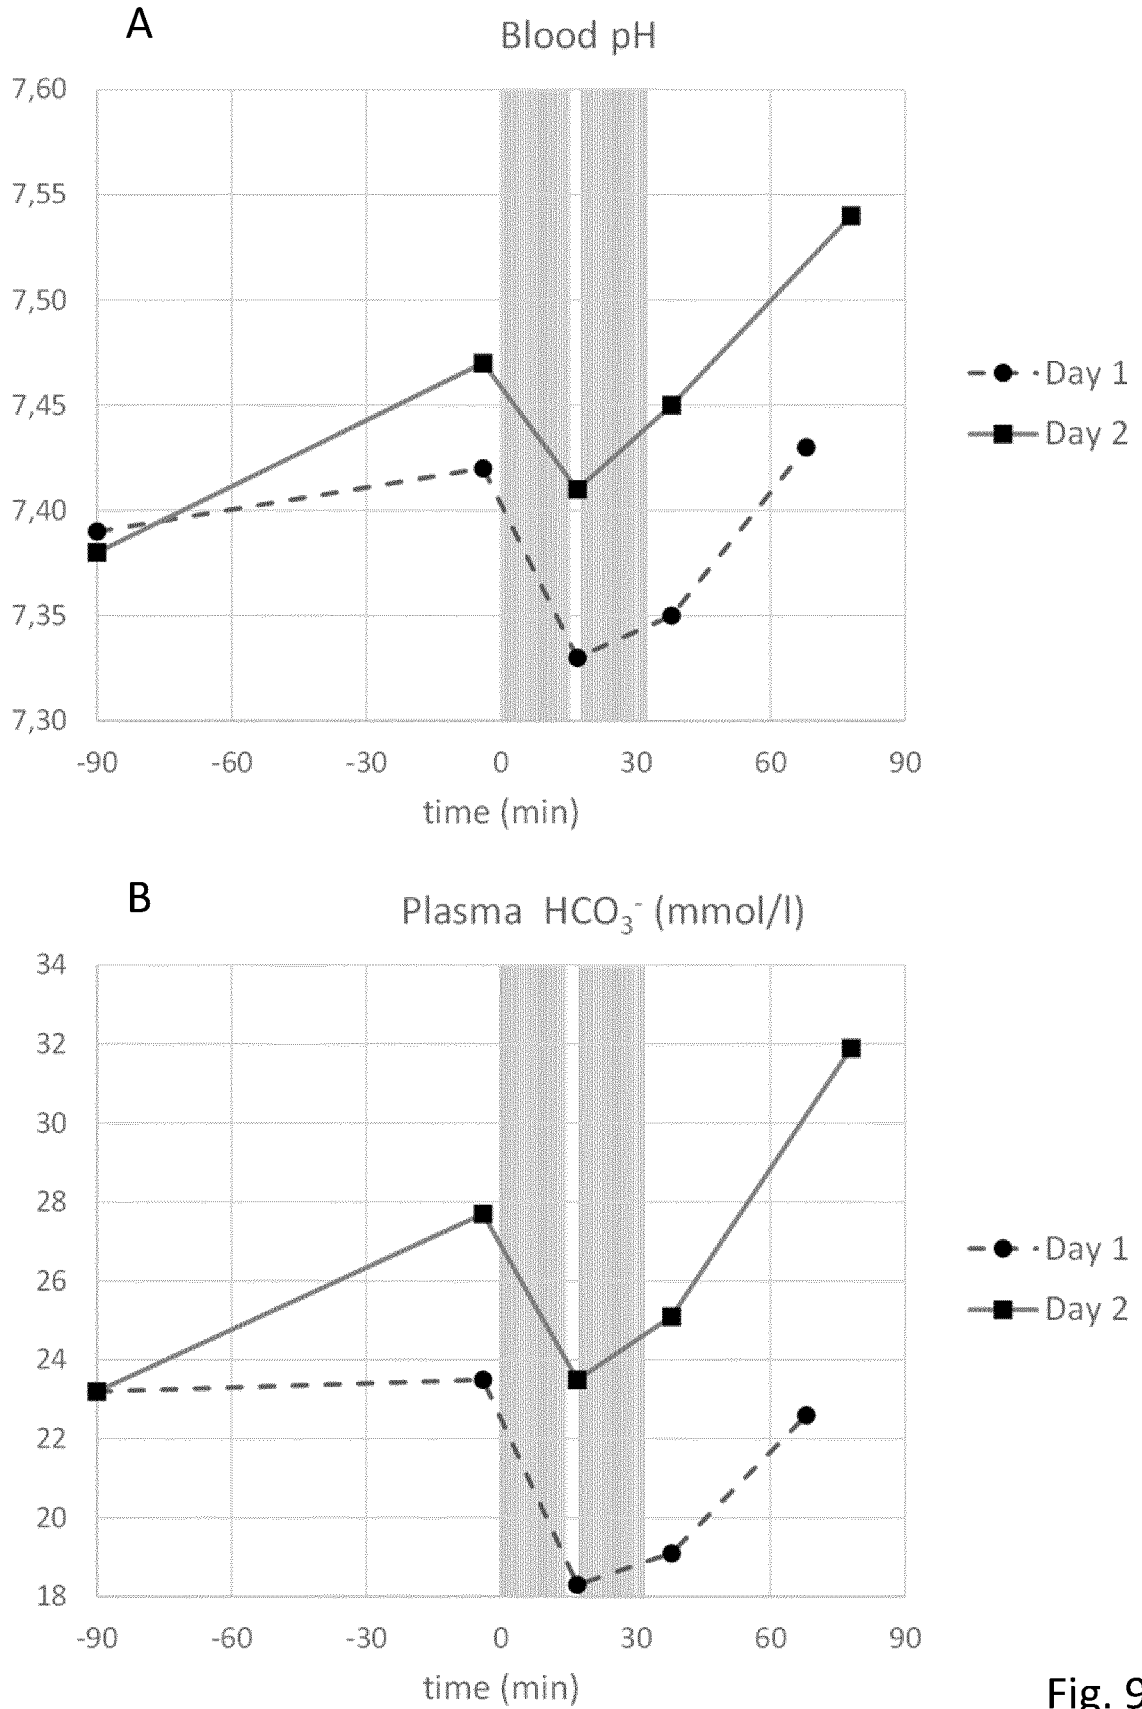 A
Blood pH
7,60
7,55
7,50
7,45
7,40
7,35
7,30
-90 -60 -30 0 30 60 90
time (min)
Day 1
Day 2
B
Plasma HCO₃⁻ (mmol/l)
34
32
30
28
26
24
22
20
18
-90 -60 -30 0 30 60 90
time (min)
Day 1
Day 2
Fig. 9